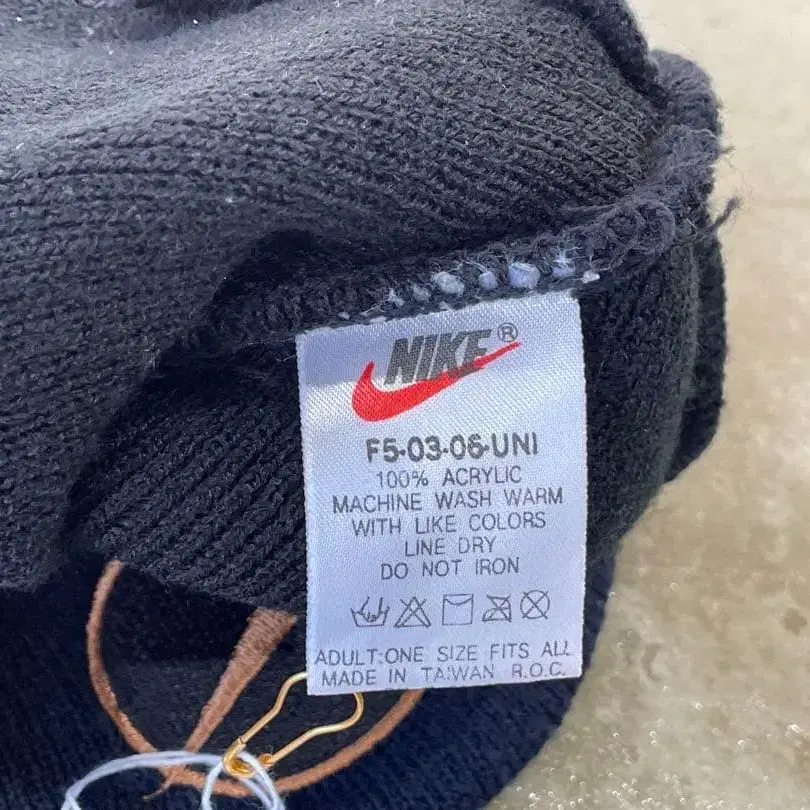 NIKE®
F5-03-06-UNI
100% ACRYLIC
MACHINE WASH WARM
WITH LIKE COLORS
LINE DRY
DO NOT IRON
ADULT:ONE SIZE FITS ALL
MADE IN TAIWAN R.O.C.